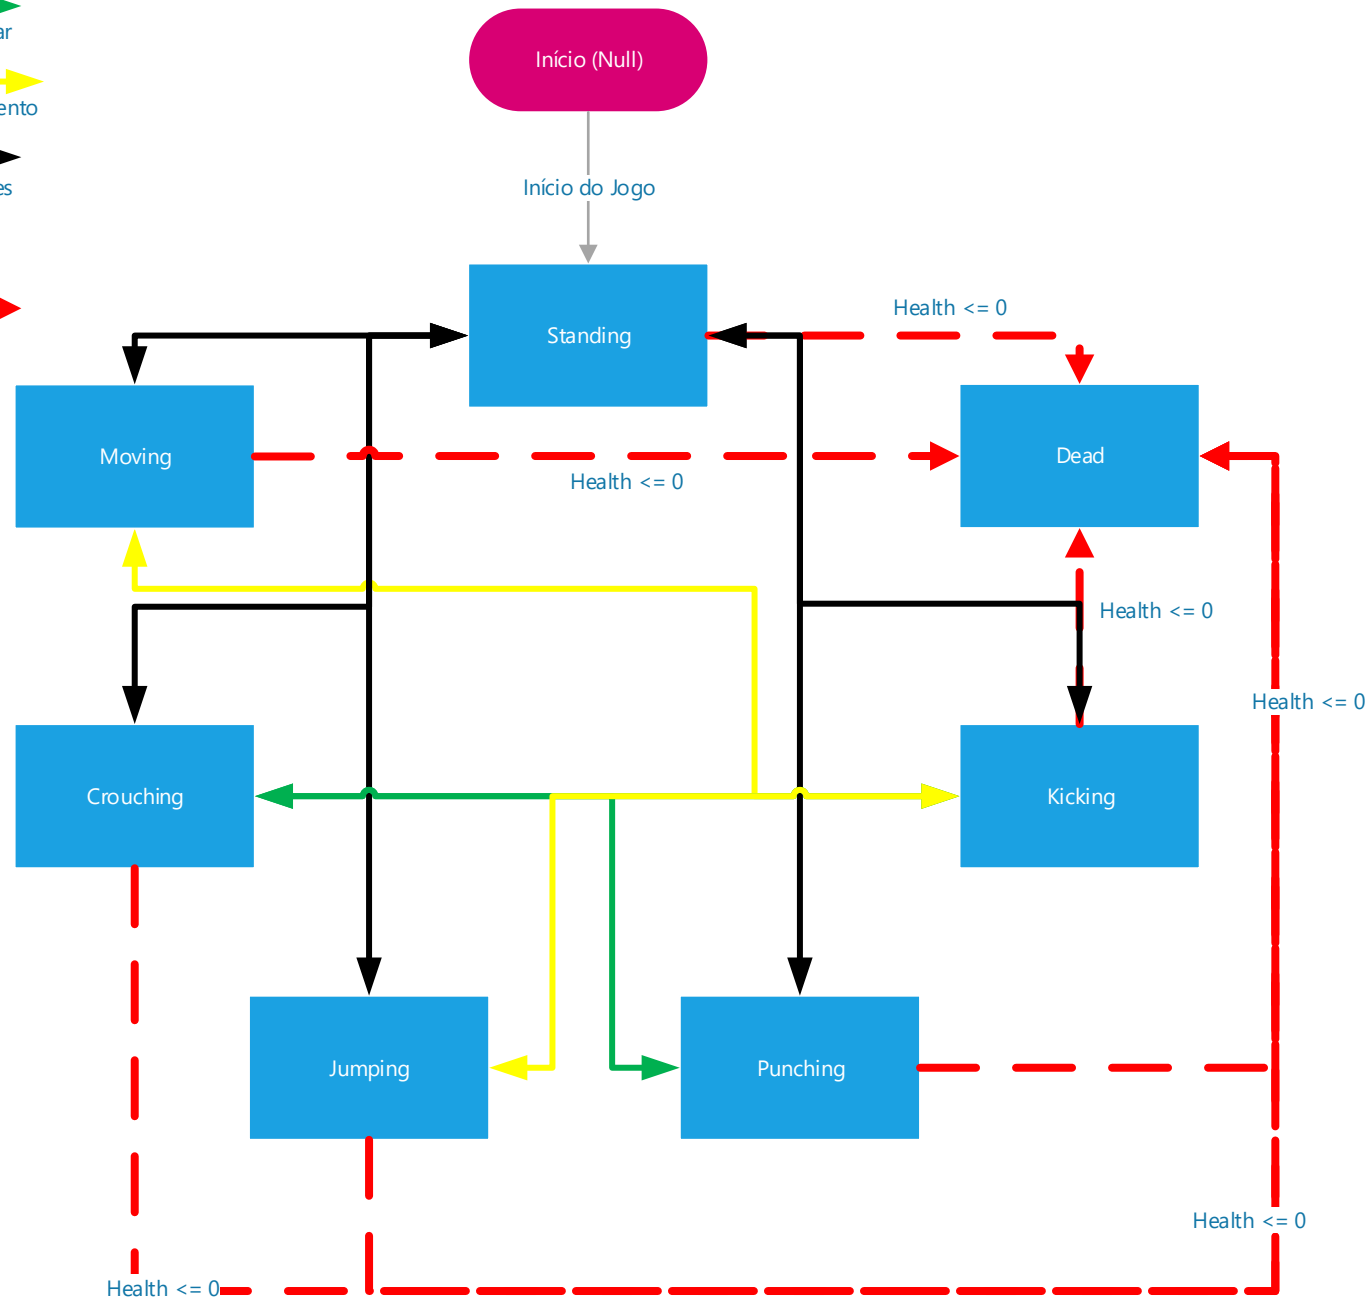 Início (Null)
Início do Jogo
Standing
Health <= 0
Moving
Health <= 0
Dead
Health <= 0
Health <= 0
Crouching
Kicking
Jumping
Punching
Health <= 0
Health <= 0